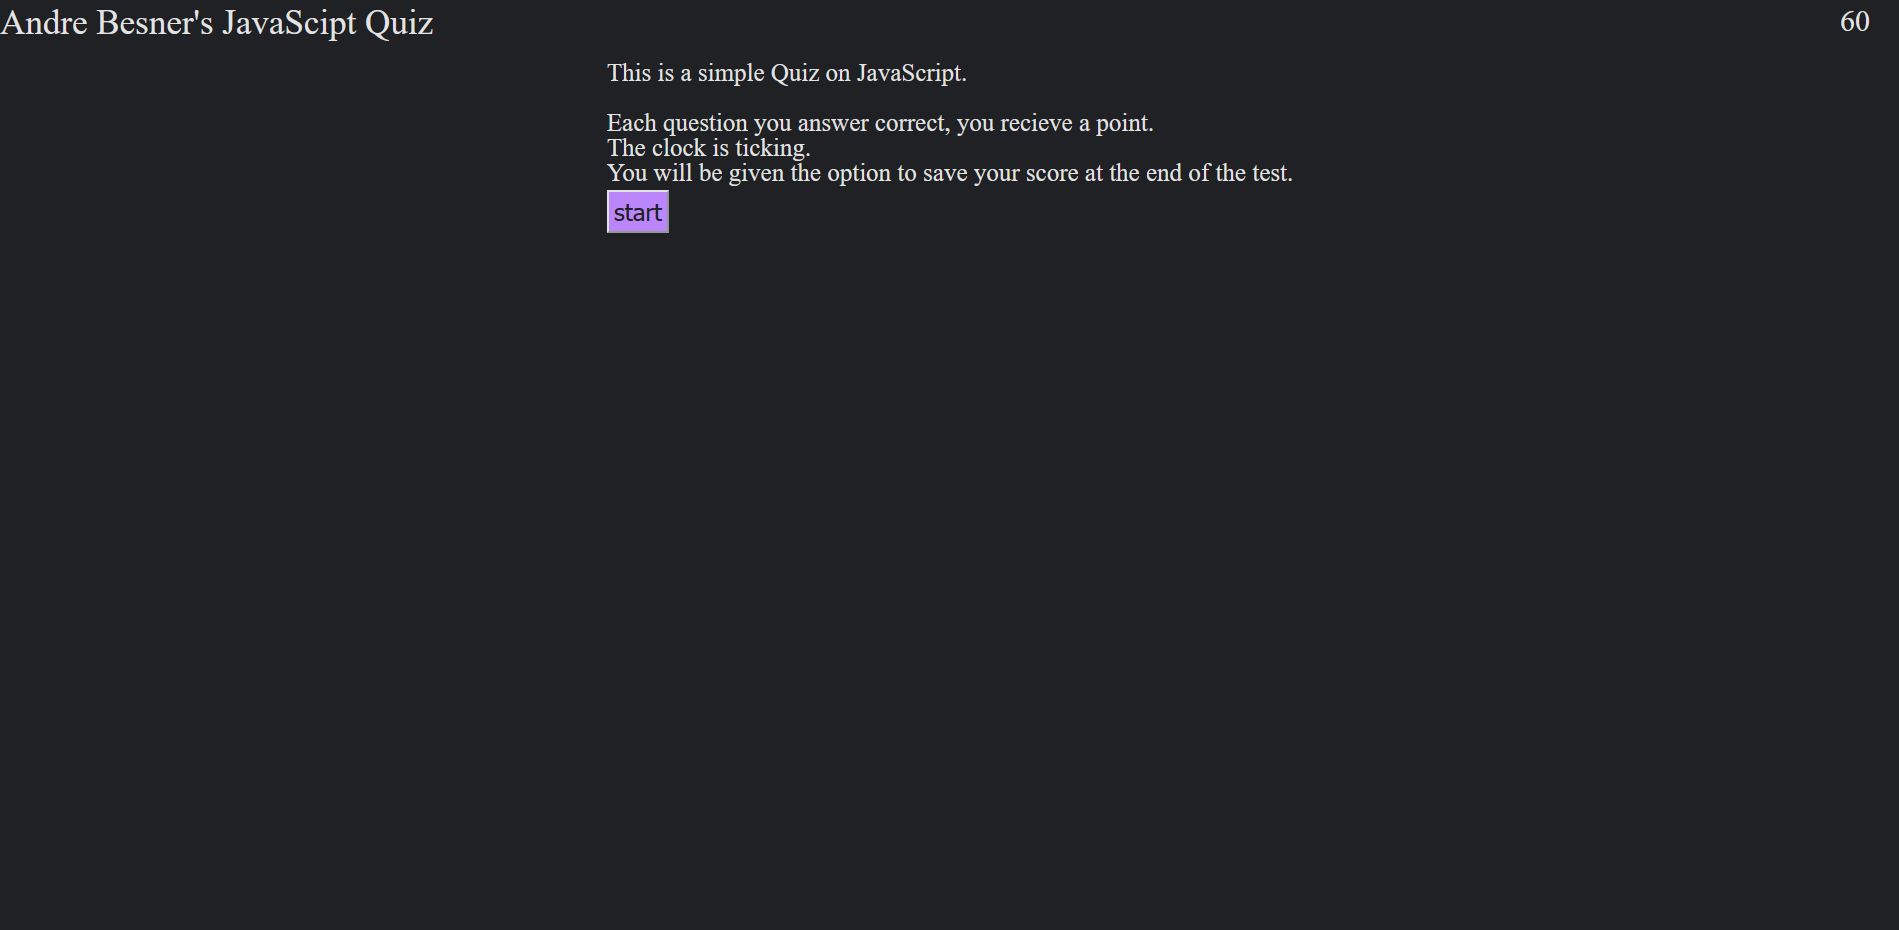 Andre Besner's JavaScipt Quiz
60
This is a simple Quiz on JavaScript.
Each question you answer correct, you recieve a point.
The clock is ticking.
You will be given the option to save your score at the end of the test.
start